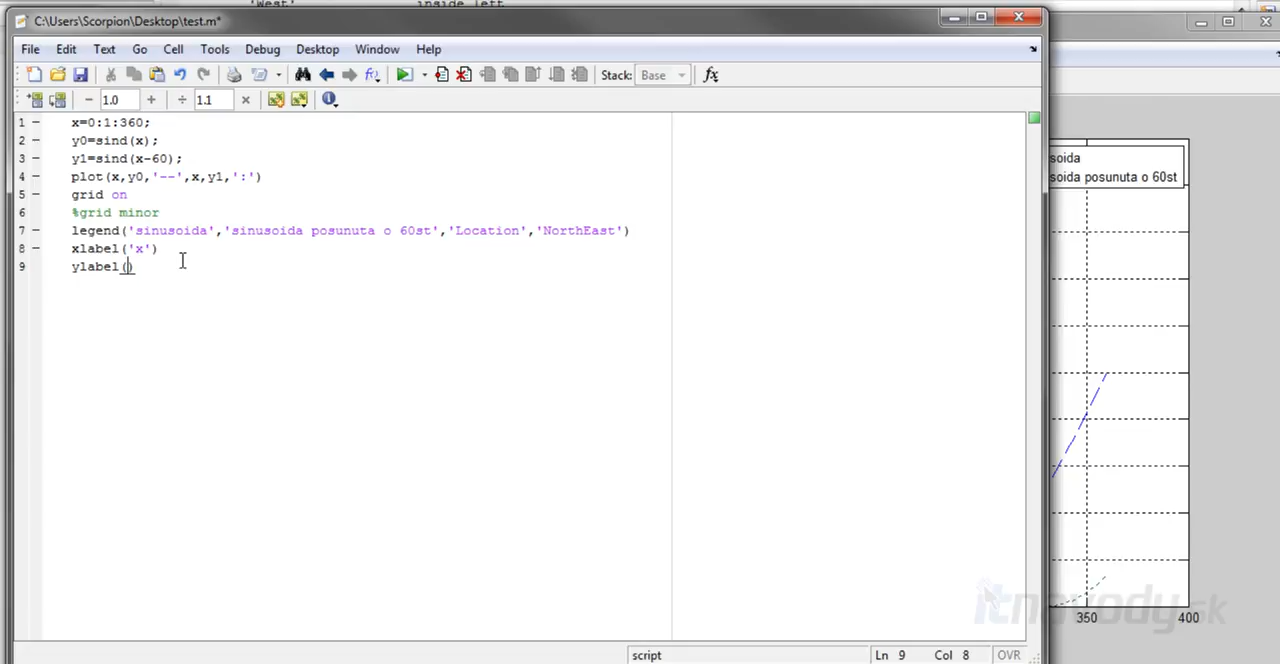 'West' inside left
C:\Users\Scorpion\Desktop\test.m*
File Edit Text Go Cell Tools Debug Desktop Window Help
Stack: Base fx
1.0 1.1
1 x=0:1:360;
2 y0=sind(x);
3 y1=sind(x-60);
4 plot(x,y0,'--',x,y1,':')
5 grid on
6 %grid minor
7 legend('sinusoida','sinusoida posunuta o 60st','Location','NorthEast')
8 xlabel('x')
9 ylabel()
soida
soida posunuta o 60st
350 400
itnavody.sk
script Ln 9 Col 8 OVR